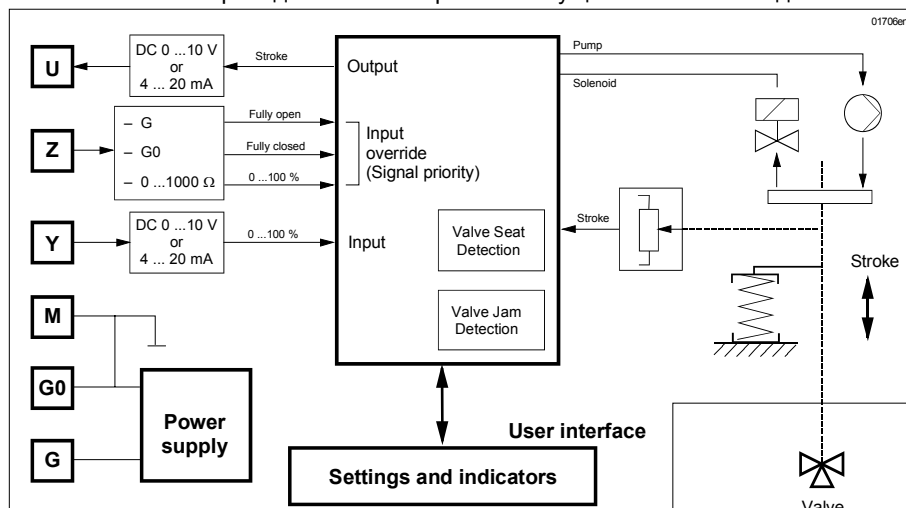 01706en
U
DC 0 ...10 V
or
4 ... 20 mA
Stroke
Output
Pump
Solenoid
Z
– G
– G0
– 0 ...1000 Ω
Fully open
Fully closed
0 ...100 %
Input
override
(Signal priority)
Y
DC 0 ...10 V
or
4 ... 20 mA
0 ...100 %
Input
Valve Seat
Detection
Stroke
Stroke
Valve Jam
Detection
M
G0
G
Power
supply
User interface
Settings and indicators
Valve